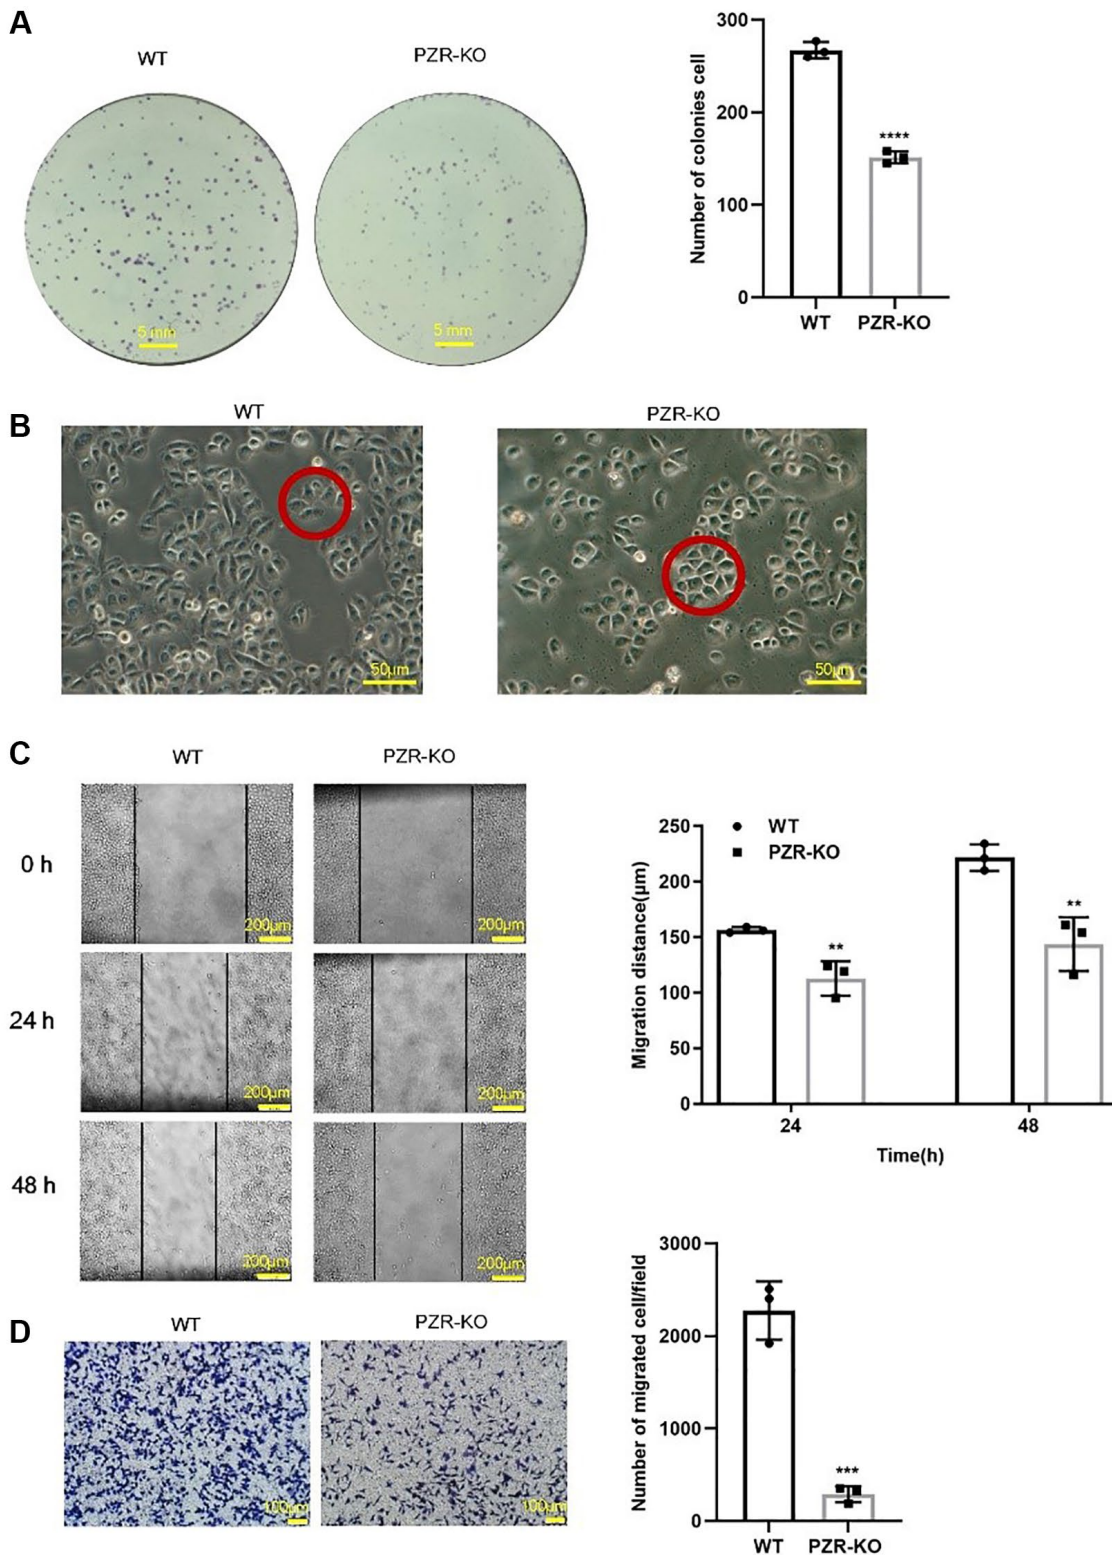 A
WT
PZR-KO
5 mm
5 mm
Number of colonies cell
300
200
100
0
****
WT
PZR-KO
B
WT
PZR-KO
50µm
50µm
C
WT
PZR-KO
0 h
200µm
200µm
24 h
200µm
200µm
48 h
200µm
200µm
Migration distance(µm)
250
200
150
100
50
0
WT
PZR-KO
**
**
24
48
Time(h)
D
WT
PZR-KO
100µm
100µm
Number of migrated cell/field
3000
2000
1000
0
***
WT
PZR-KO